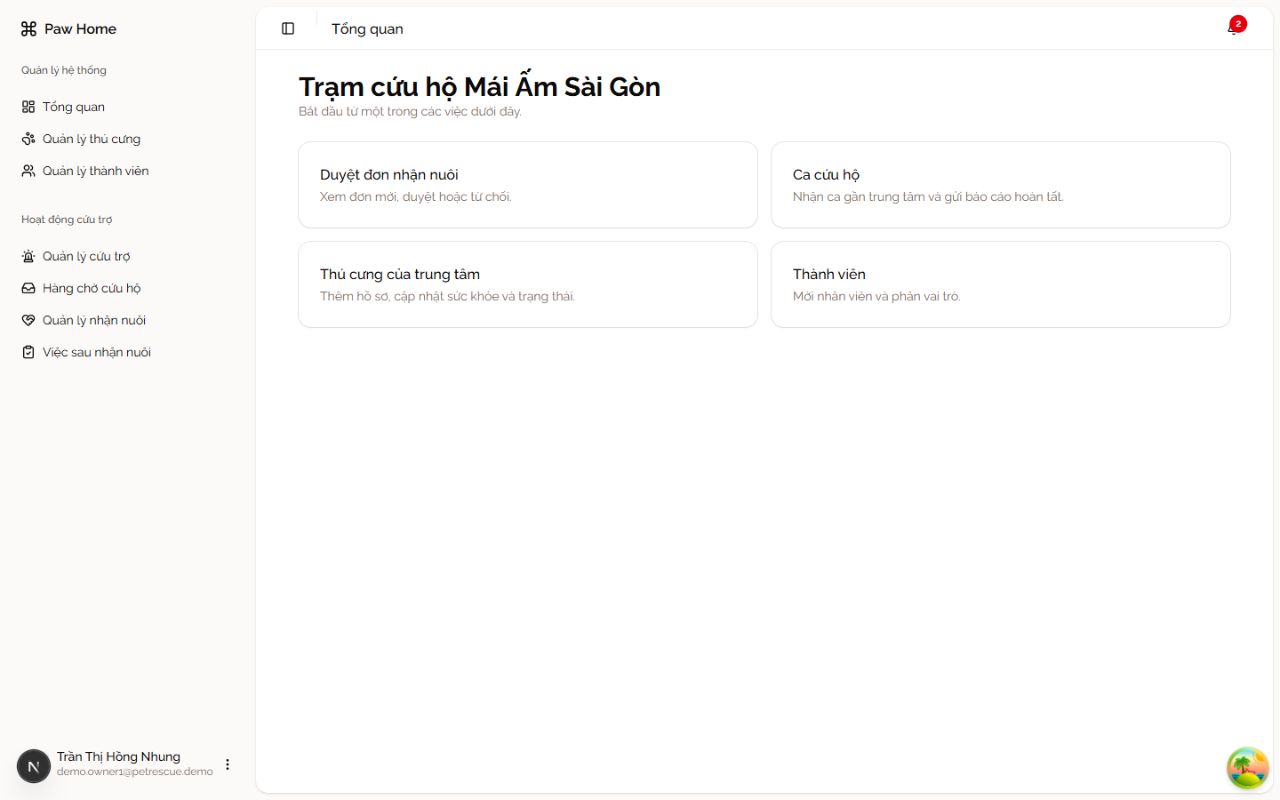 Paw Home
Quản lý hệ thống
Tổng quan
Quản lý thú cưng
Quản lý thành viên
Hoạt động cứu trợ
Quản lý cứu trợ
Hàng chờ cứu hộ
Quản lý nhận nuôi
Việc sau nhận nuôi
N
Trần Thị Hồng Nhung
demo.owner1@petrescue.demo
Tổng quan
2
Trạm cứu hộ Mái Ấm Sài Gòn
Bắt đầu từ một trong các việc dưới đây.
Duyệt đơn nhận nuôi
Xem đơn mới, duyệt hoặc từ chối.
Ca cứu hộ
Nhận ca gần trung tâm và gửi báo cáo hoàn tất.
Thú cưng của trung tâm
Thêm hồ sơ, cập nhật sức khỏe và trạng thái.
Thành viên
Mời nhân viên và phân vai trò.